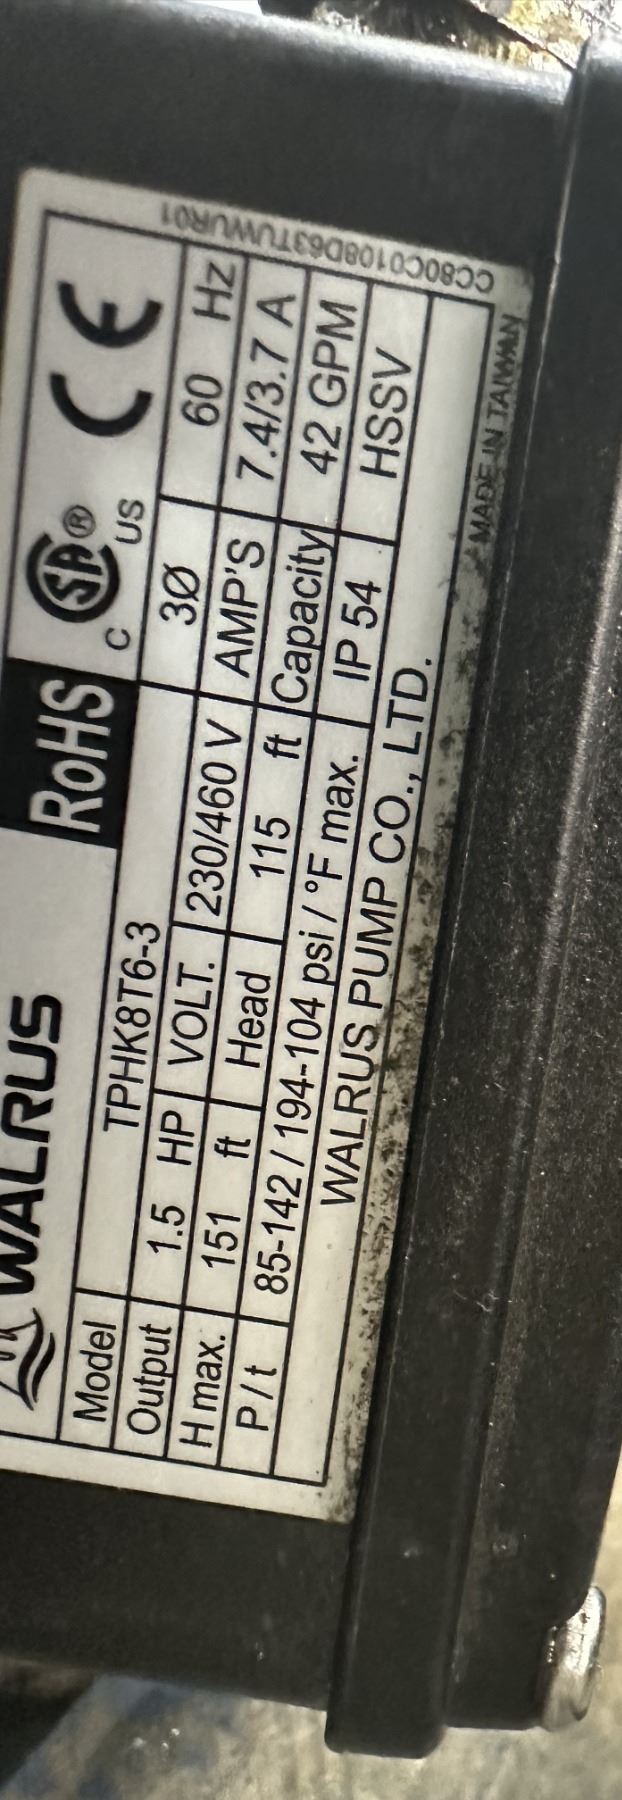 WALRUS RoHS CSA® C US CE
Model TPHK8T6-3 3Ø 60 Hz
Output 1.5 HP VOLT. 230/460 V AMP'S 7.4/3.7 A
H max. 151 ft Head 115 ft Capacity 42 GPM
P / t 85-142 / 194-104 psi / °F max. IP 54 HSSV
WALRUS PUMP CO., LTD.
MADE IN TAIWAN
CC80C0108D63TUWUR01